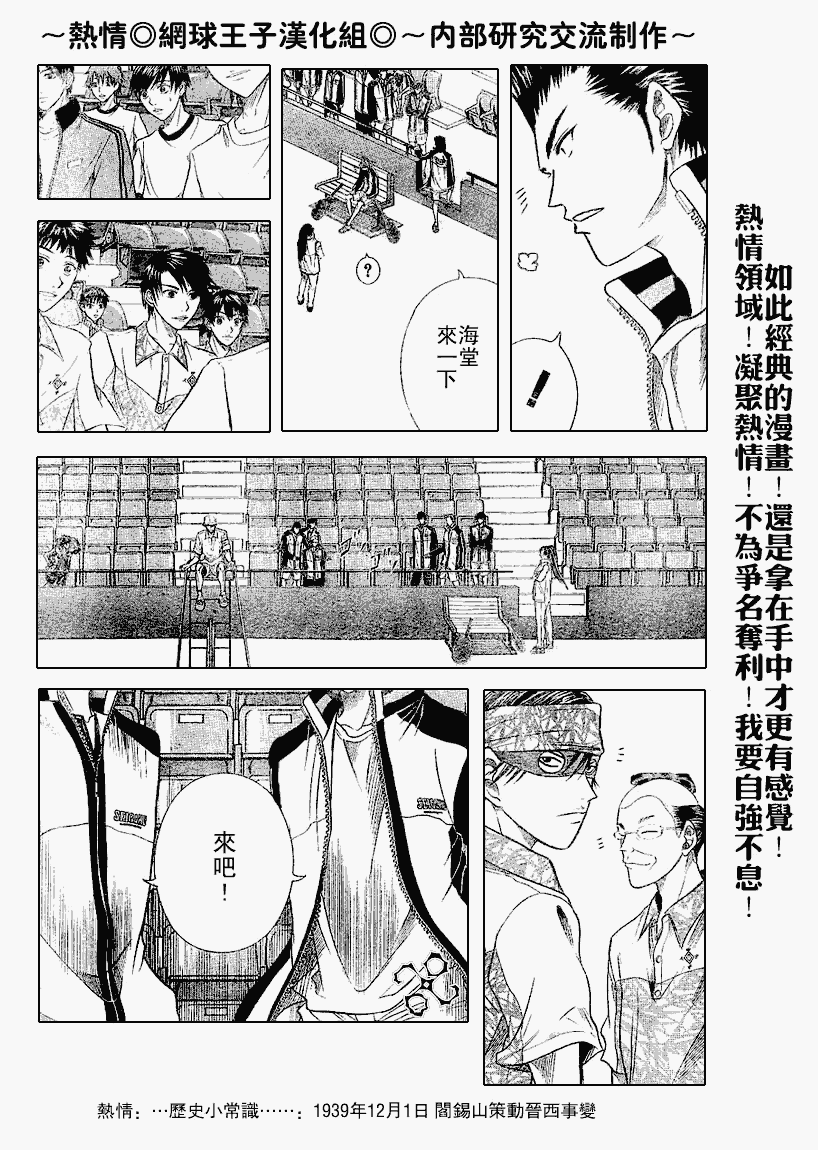 ～熱情◎網球王子漢化組◎～内部研究交流制作～
！
海堂
來一下
？
來吧！
SEIGAKU
SEIGAKU
如此經典的漫畫！還是拿在手中才更有感覺！
熱情領域！凝聚熱情！不為爭名奪利！我要自強不息！
熱情：…歷史小常識……：1939年12月1日 閻錫山策動晉西事變